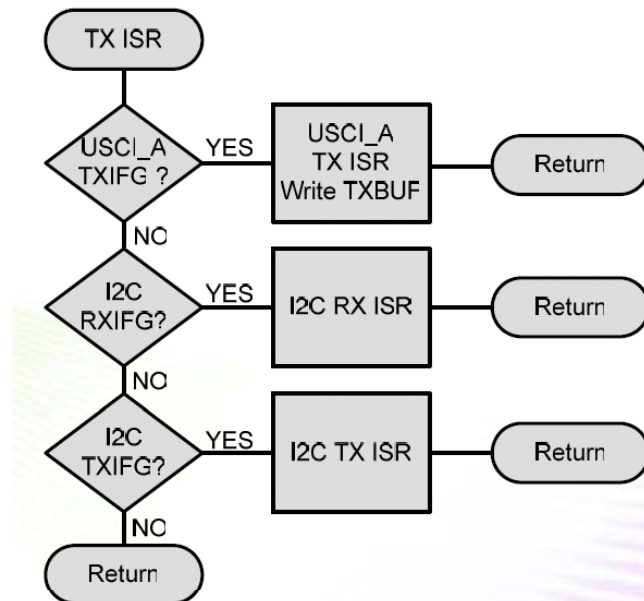 TX ISR
USCI_A
TXIFG ?
YES
USCI_A
TX ISR
Write TXBUF
Return
NO
I2C
RXIFG?
YES
I2C RX ISR
Return
NO
I2C
TXIFG?
YES
I2C TX ISR
Return
NO
Return